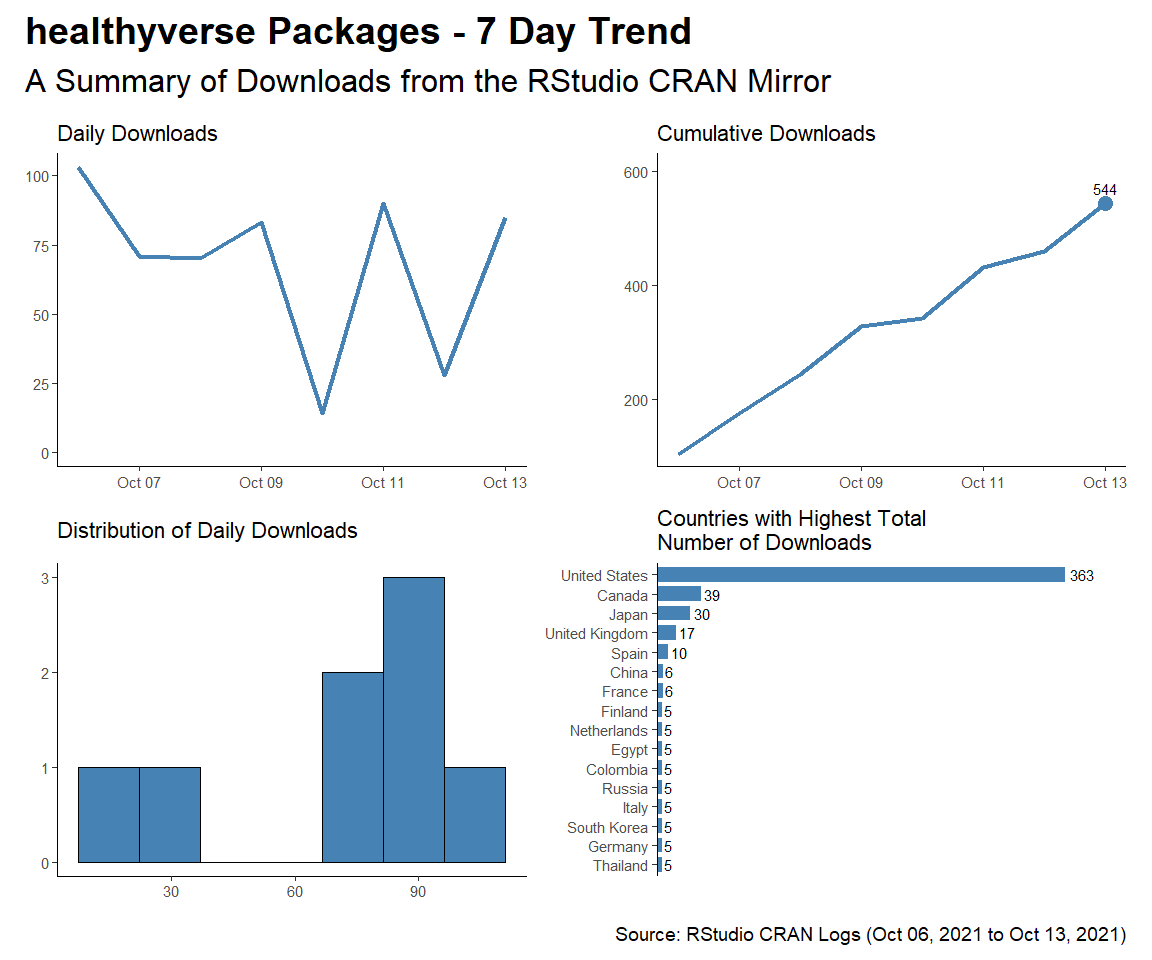 healthyverse Packages - 7 Day Trend
A Summary of Downloads from the RStudio CRAN Mirror
Daily Downloads
100
75
50
25
0
Oct 07 Oct 09 Oct 11 Oct 13
Cumulative Downloads
600
400
200
544
Oct 07 Oct 09 Oct 11 Oct 13
Distribution of Daily Downloads
3
2
1
0
30 60 90
Countries with Highest Total
Number of Downloads
United States 363
Canada 39
Japan 30
United Kingdom 17
Spain 10
China 6
France 6
Finland 5
Netherlands 5
Egypt 5
Colombia 5
Russia 5
Italy 5
South Korea 5
Germany 5
Thailand 5
Source: RStudio CRAN Logs (Oct 06, 2021 to Oct 13, 2021)